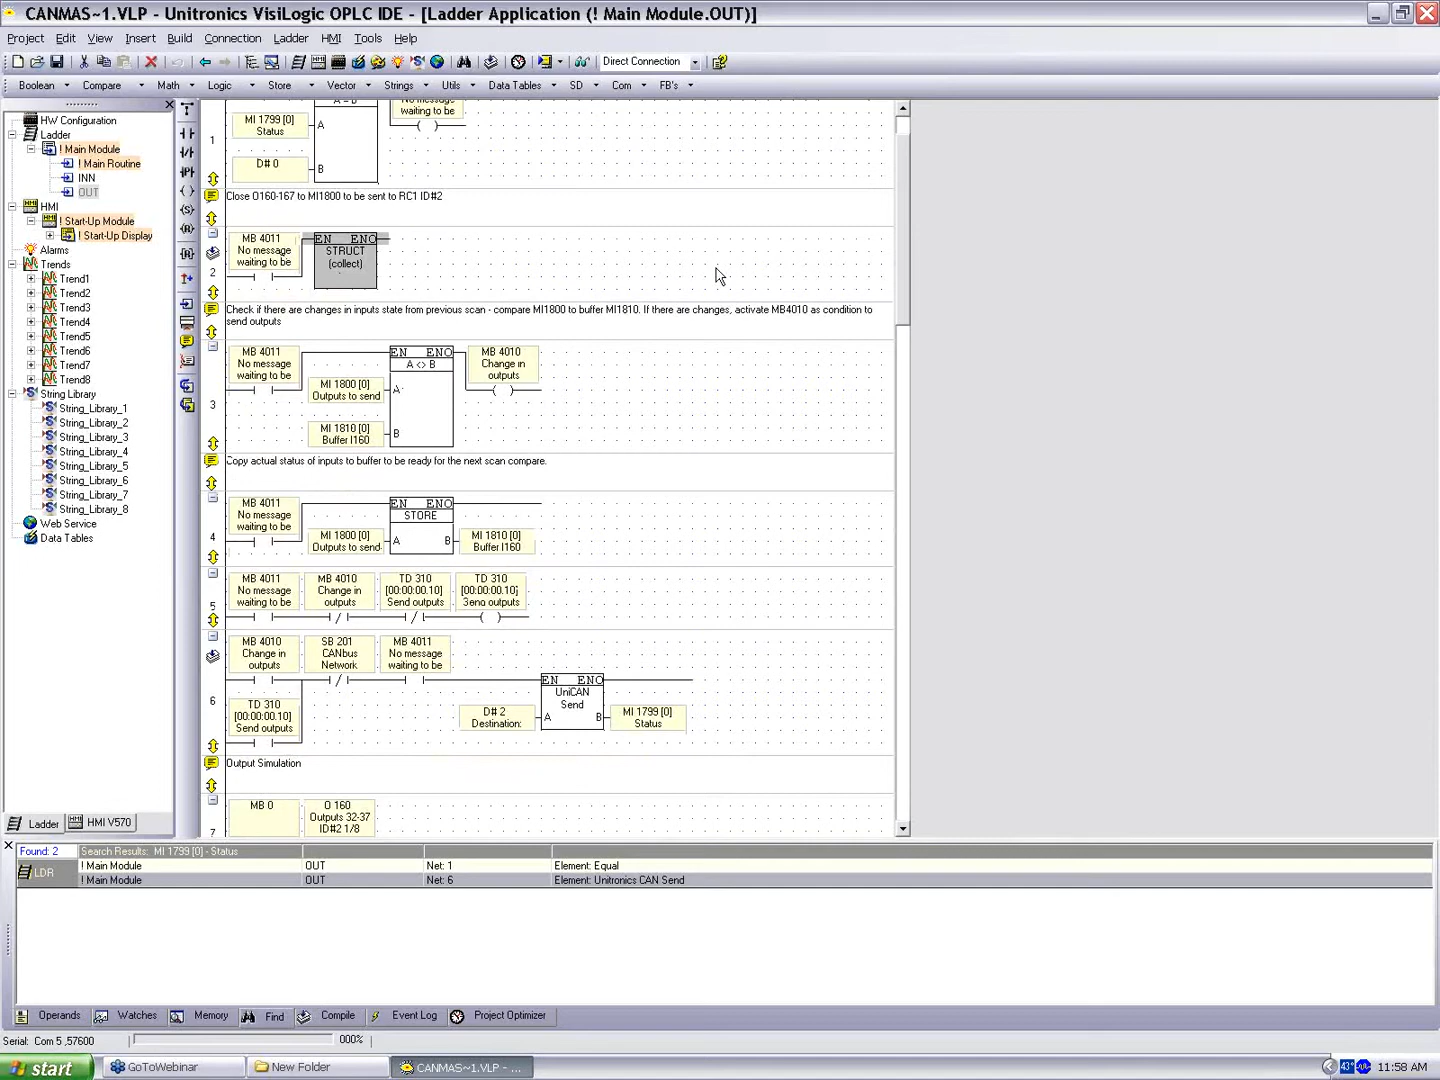 CANMAS~1.VLP - Unitronics VisiLogic OPLC IDE - [Ladder Application (! Main Module.OUT)]
Project Edit View Insert Build Connection Ladder HMI Tools Help
Direct Connection
Boolean Compare Math Logic Store Vector Strings Utils Data Tables SD Com FB's
HW Configuration
Ladder
! Main Module
! Main Routine
INN
OUT
HMI
! Start-Up Module
! Start-Up Display
Alarms
Trends
Trend1
Trend2
Trend3
Trend4
Trend5
Trend6
Trend7
Trend8
String Library
String_Library_1
String_Library_2
String_Library_3
String_Library_4
String_Library_5
String_Library_6
String_Library_7
String_Library_8
Web Service
Data Tables
Ladder
HMI V570
waiting to be
1
MI 1799 [0]
Status
A
D# 0
B
Close O160-167 to MI1800 to be sent to RC1 ID#2
2
MB 4011
No message
waiting to be
EN ENO
STRUCT
(collect)
Check if there are changes in inputs state from previous scan - compare MI1800 to buffer MI1810. If there are changes, activate MB4010 as condition to
send outputs
3
MB 4011
No message
waiting to be
MI 1800 [0]
Outputs to send
MI 1810 [0]
Buffer I160
EN ENO
A <> B
A
B
MB 4010
Change in
outputs
Copy actual status of inputs to buffer to be ready for the next scan compare.
4
MB 4011
No message
waiting to be
MI 1800 [0]
Outputs to send
EN ENO
STORE
A B
MI 1810 [0]
Buffer I160
5
MB 4011
No message
waiting to be
MB 4010
Change in
outputs
TD 310
[00:00:00.10]
Send outputs
TD 310
[00:00:00.10]
Send outputs
6
MB 4010
Change in
outputs
SB 201
CANbus
Network
MB 4011
No message
waiting to be
TD 310
[00:00:00.10]
Send outputs
D# 2
Destination:
EN ENO
UniCAN
Send
A B
MI 1799 [0]
Status
Output Simulation
7
MB 0
O 160
Outputs 32-37
ID#2 1/8
Found: 2 Search Results: MI 1799 [0] - Status
LDR
! Main Module OUT Net: 1 Element: Equal
! Main Module OUT Net: 6 Element: Unitronics CAN Send
Operands Watches Memory Find Compile Event Log Project Optimizer
Serial: Com 5 ,57600 000%
start GoToWebinar New Folder CANMAS~1.VLP - ... 43° 11:58 AM